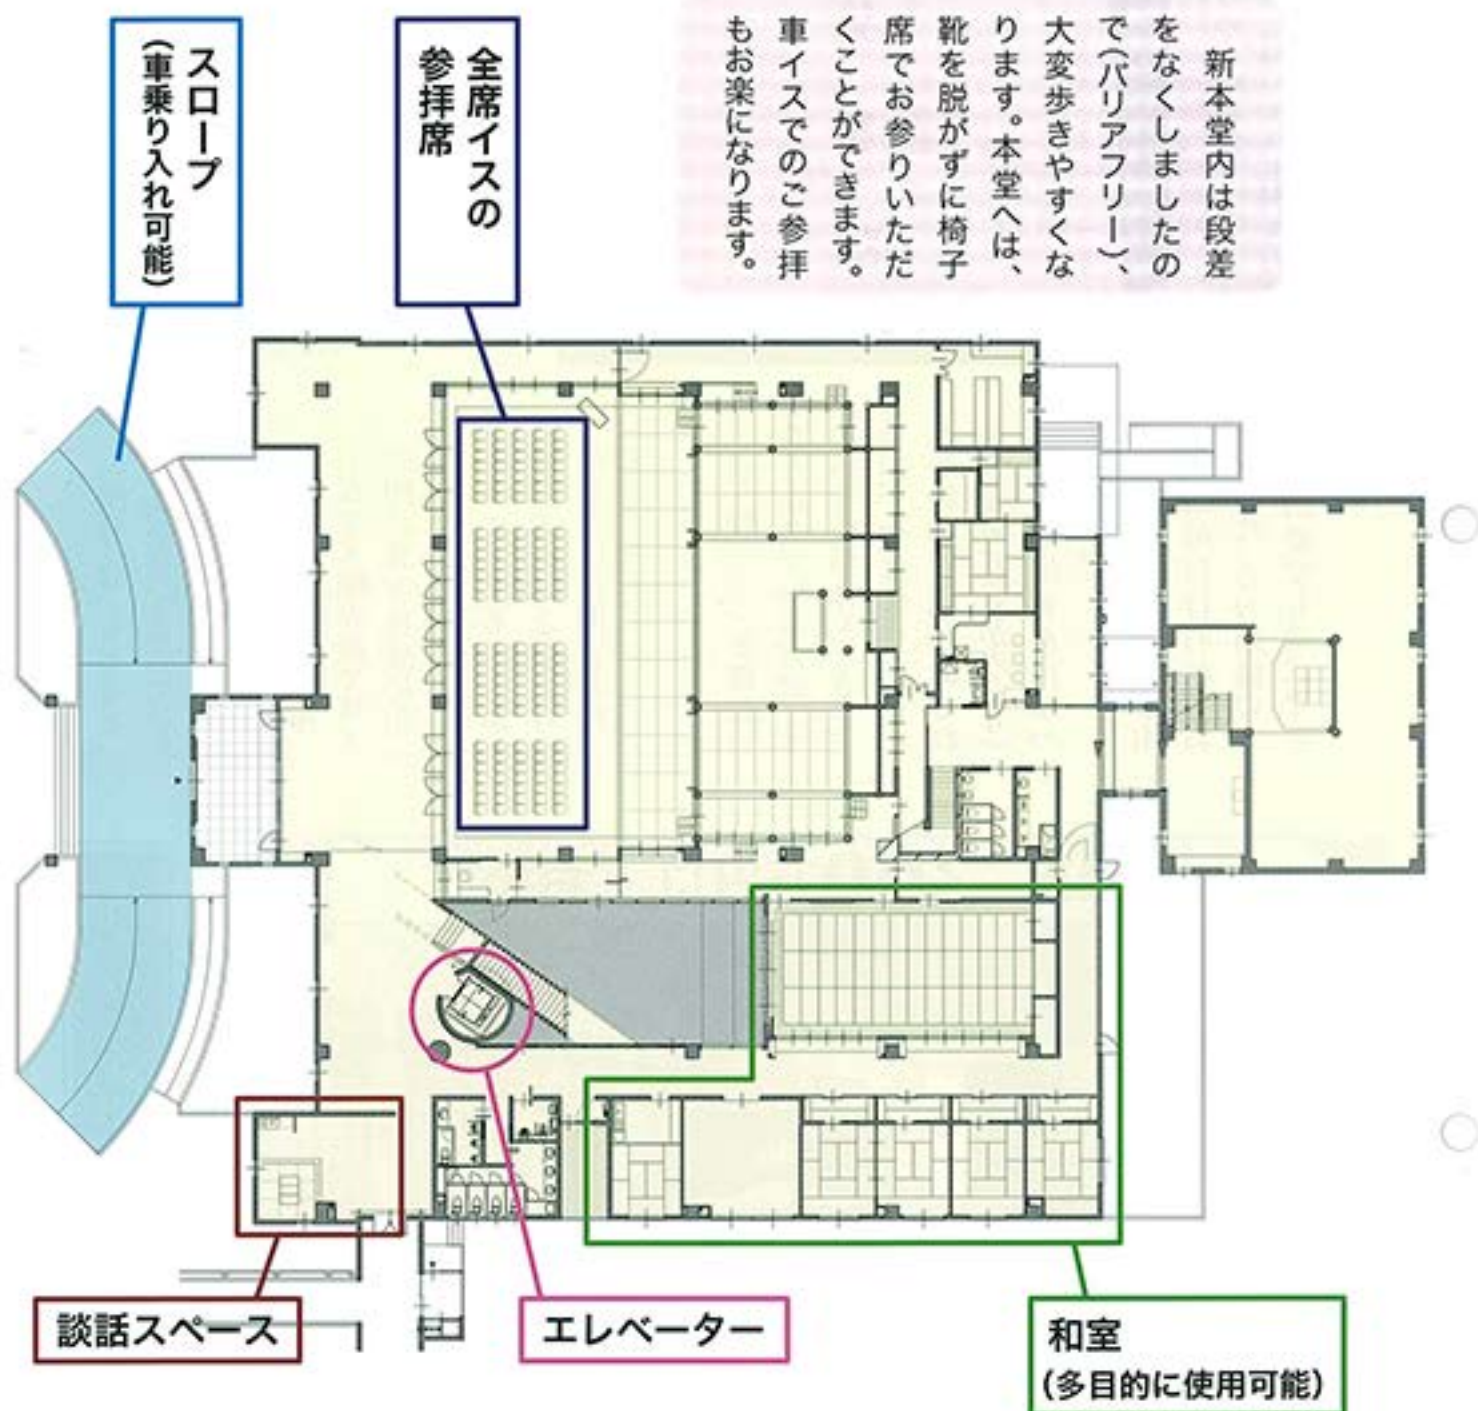 新本堂内は段差
をなくしましたの
で(バリアフリー)、
大変歩きやすくな
ります。本堂へは、
靴を脱がずに椅子
席でお参りいただ
くことができます。
車イスでのご参拝
もお楽になります。
全席イスの
参拝席
スロープ
(車乗り入れ可能)
談話スペース
エレベーター
和室
(多目的に使用可能)